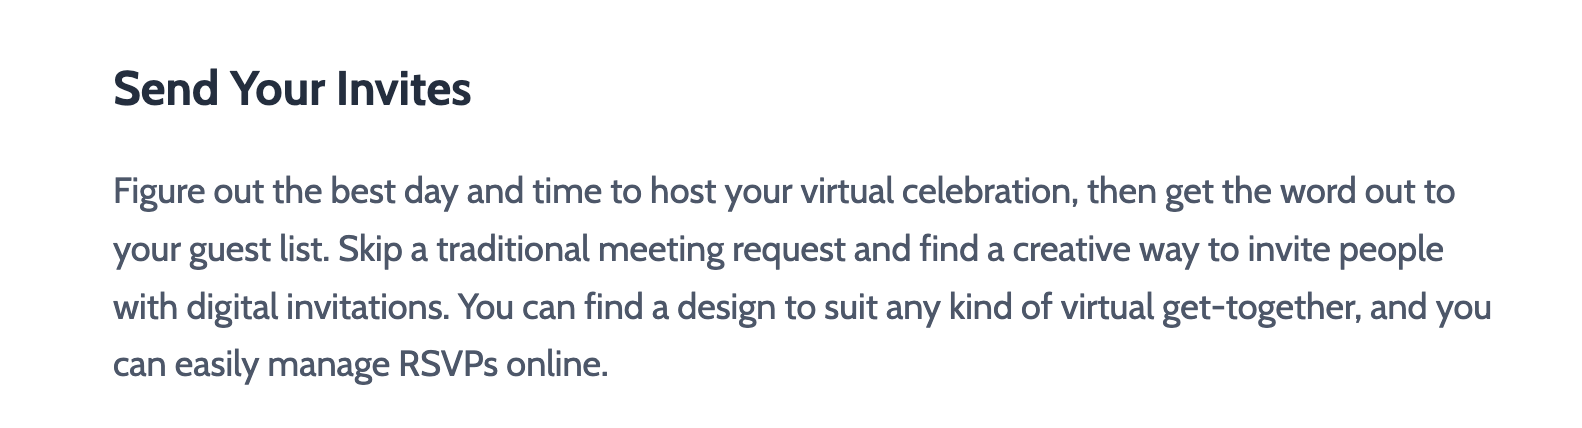 Send Your Invites
Figure out the best day and time to host your virtual celebration, then get the word out to
your guest list. Skip a traditional meeting request and find a creative way to invite people
with digital invitations. You can find a design to suit any kind of virtual get-together, and you
can easily manage RSVPs online.